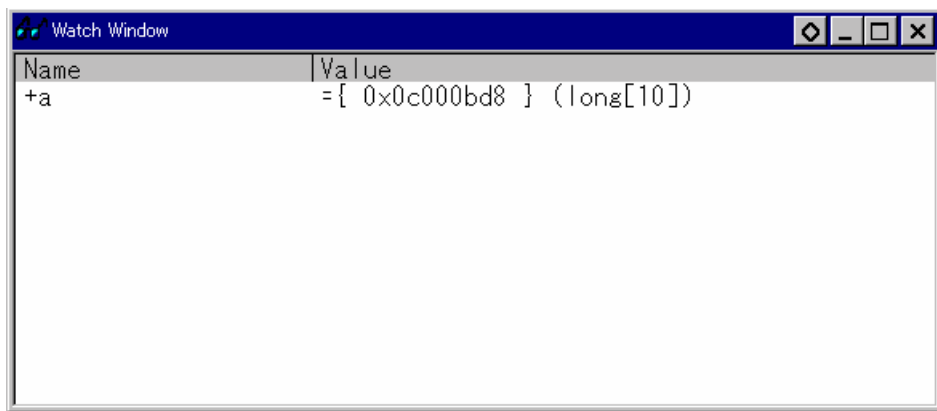 Watch Window
Name Value
+a ={ 0x0c000bd8 } (long[10])